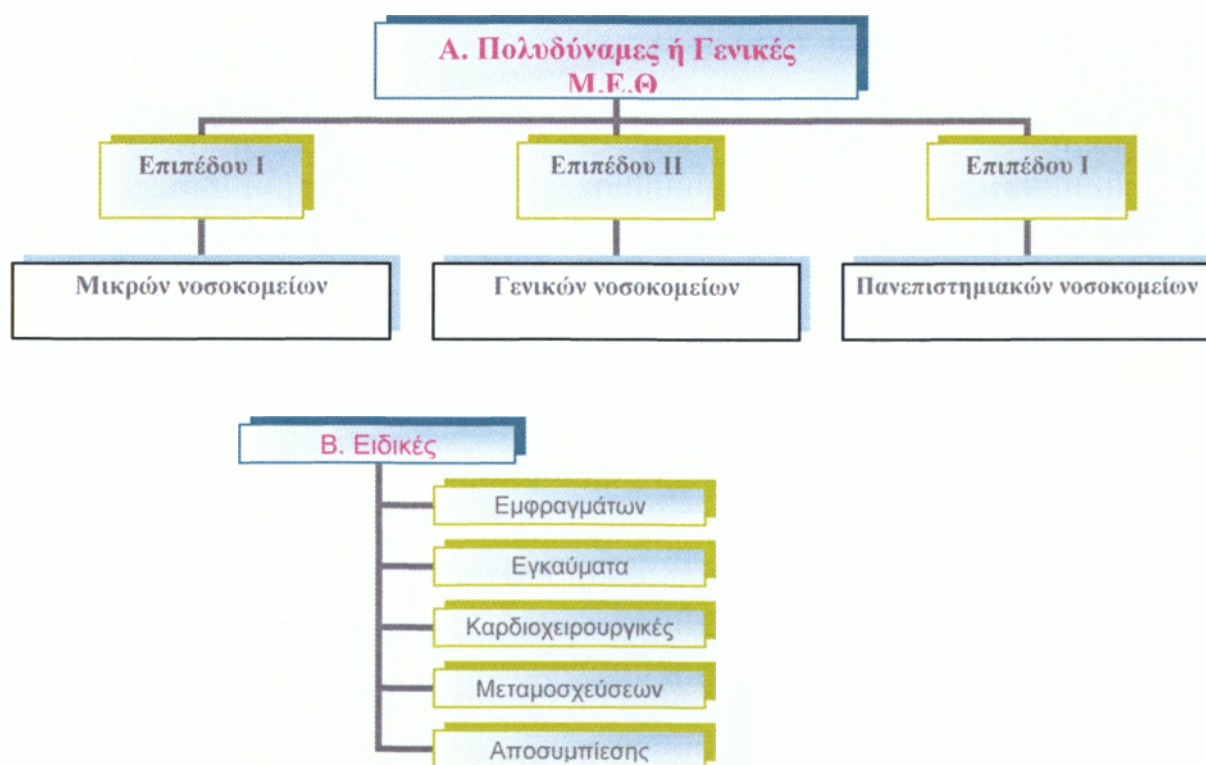 Α. Πολυδύναμες ή Γενικές
Μ.Ε.Θ
Επιπέδου Ι
Επιπέδου ΙΙ
Επιπέδου Ι
Μικρών νοσοκομείων
Γενικών νοσοκομείων
Πανεπιστημιακών νοσοκομείων
Β. Ειδικές
Εμφραγμάτων
Εγκαύματα
Καρδιοχειρουργικές
Μεταμοσχεύσεων
Αποσυμπίεσης